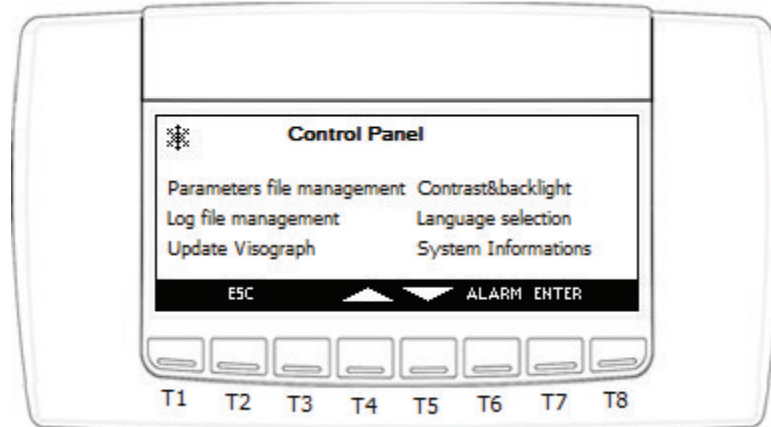 Control Panel
Parameters file management Contrast&backlight
Log file management Language selection
Update Visograph System Informations
ESC ALARM ENTER
T1 T2 T3 T4 T5 T6 T7 T8